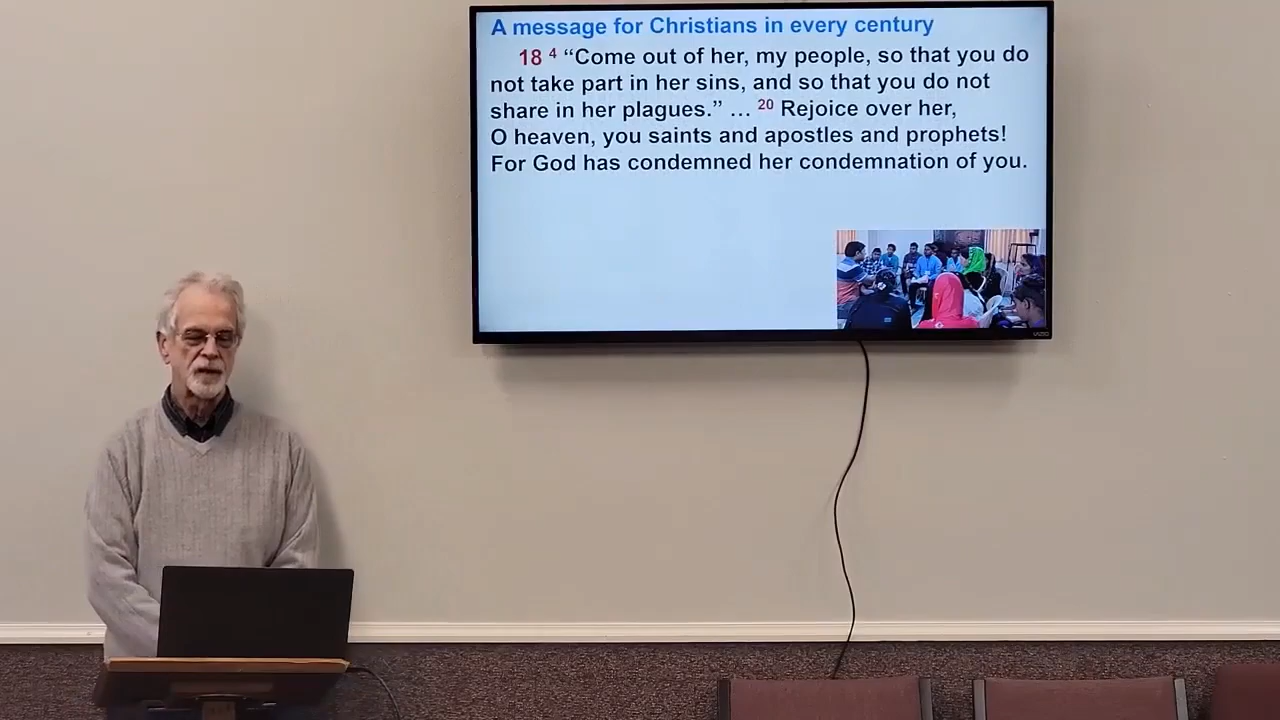 A message for Christians in every century
18 4 “Come out of her, my people, so that you do
not take part in her sins, and so that you do not
share in her plagues.” … 20 Rejoice over her,
O heaven, you saints and apostles and prophets!
For God has condemned her condemnation of you.
VIZIO